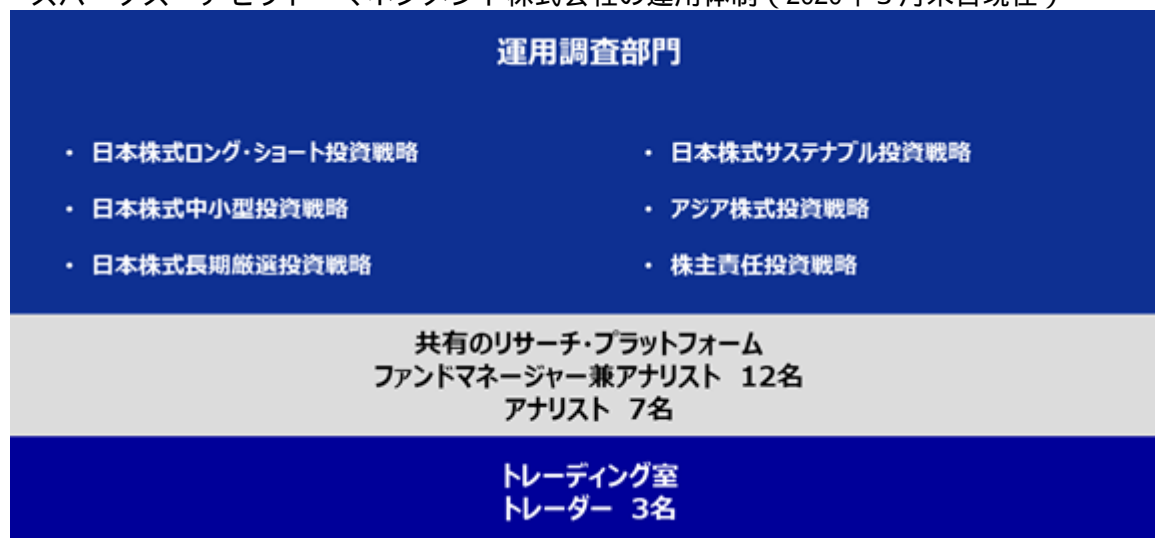 運用調査部門
・ 日本株式ロング・ショート投資戦略
・ 日本株式中小型投資戦略
・ 日本株式長期厳選投資戦略
・ 日本株式サステナブル投資戦略
・ アジア株式投資戦略
・ 株主責任投資戦略
共有のリサーチ・プラットフォーム
ファンドマネージャー兼アナリスト 12名
アナリスト 7名
トレーディング室
トレーダー 3名